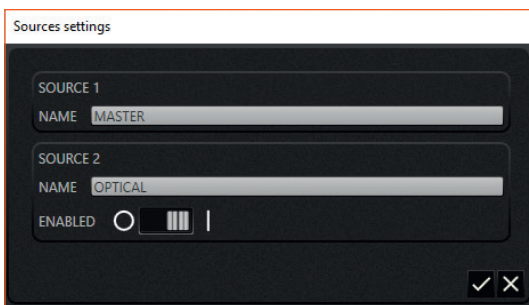 Sources settings
SOURCE 1
NAME MASTER
SOURCE 2
NAME OPTICAL
ENABLED